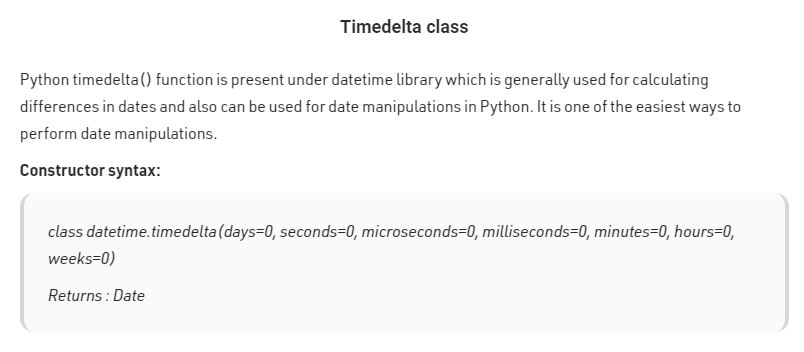 Timedelta class
Python timedelta() function is present under datetime library which is generally used for calculating
differences in dates and also can be used for date manipulations in Python. It is one of the easiest ways to
perform date manipulations.
Constructor syntax:
class datetime.timedelta(days=0, seconds=0, microseconds=0, milliseconds=0, minutes=0, hours=0,
weeks=0)
Returns : Date